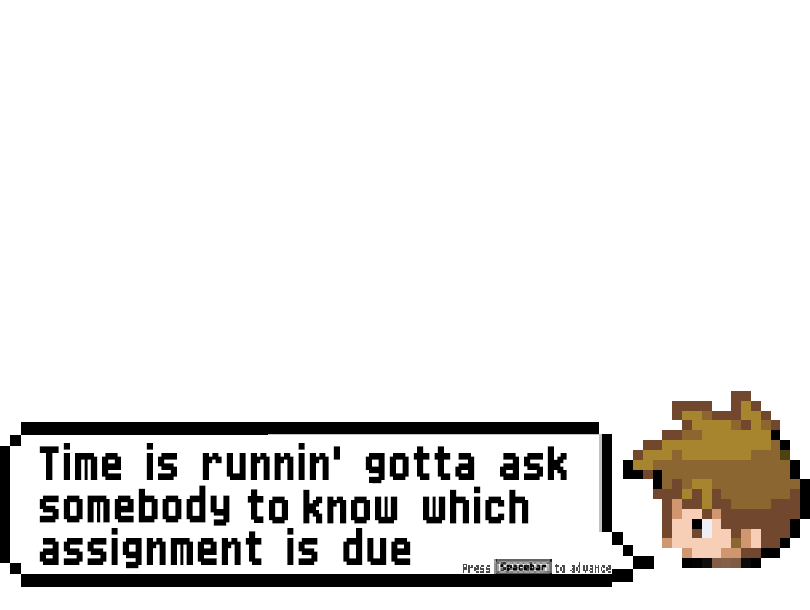 Time is runnin' gotta ask
somebody to know which
assignment is due
Press Spacebar to advance